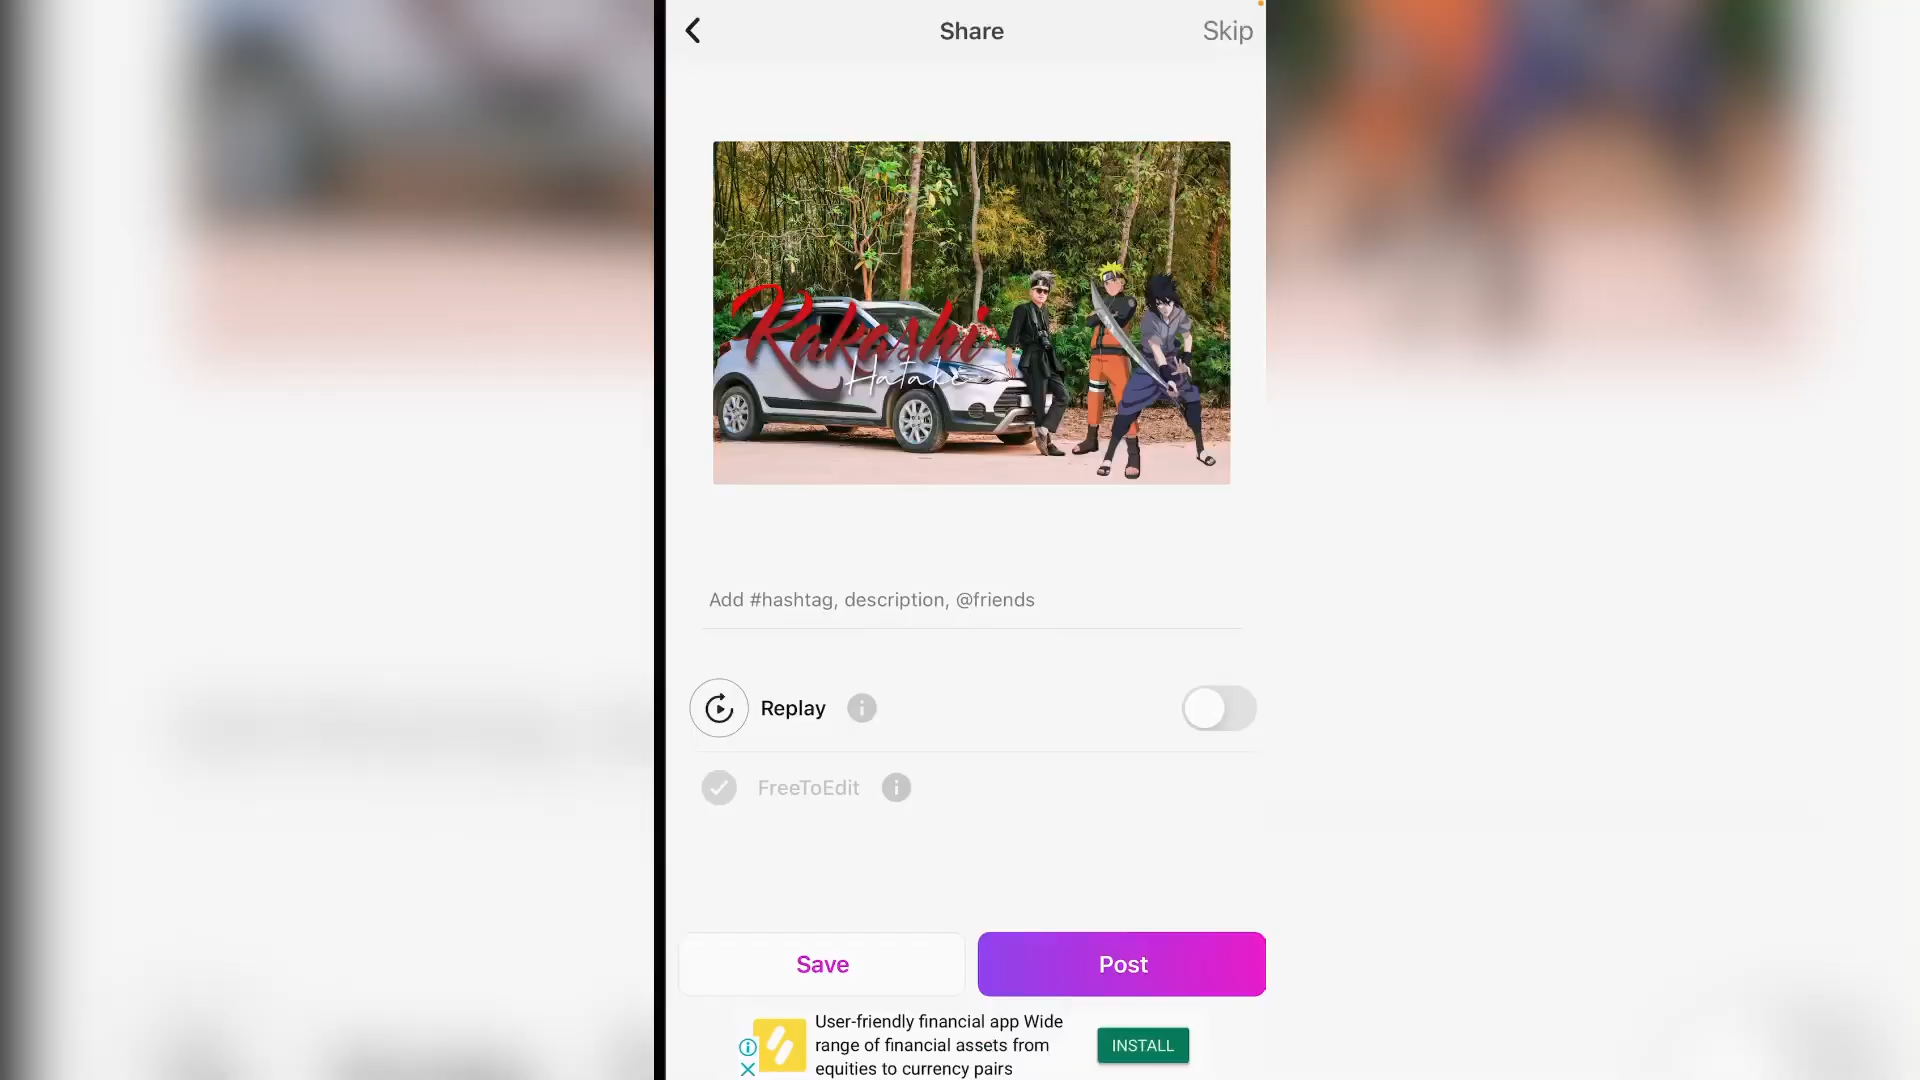 Share
Skip
Kakashi
Hatake
Add #hashtag, description, @friends
Replay
FreeToEdit
Save
Post
User-friendly financial app Wide
range of financial assets from
equities to currency pairs
INSTALL